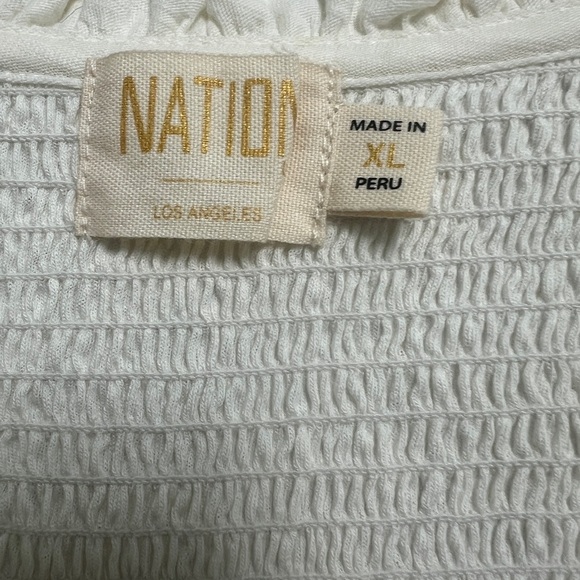 NATION
LOS ANGELES
MADE IN
XL
PERU